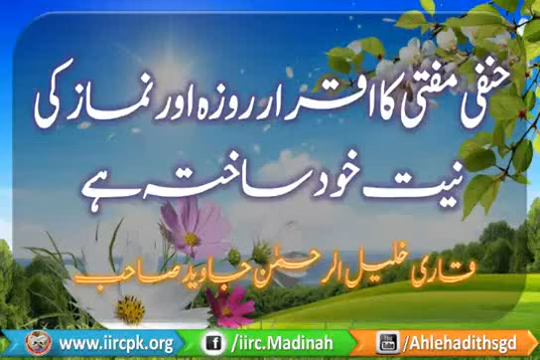 حنفی مفتی کا اقرار روزہ اور نماز کی
نیت خود ساختہ ہے
قاری خلیل الرحمٰن جاوید صاحب
www.iircpk.org
/iirc.Madinah
/Ahlehadithsgd